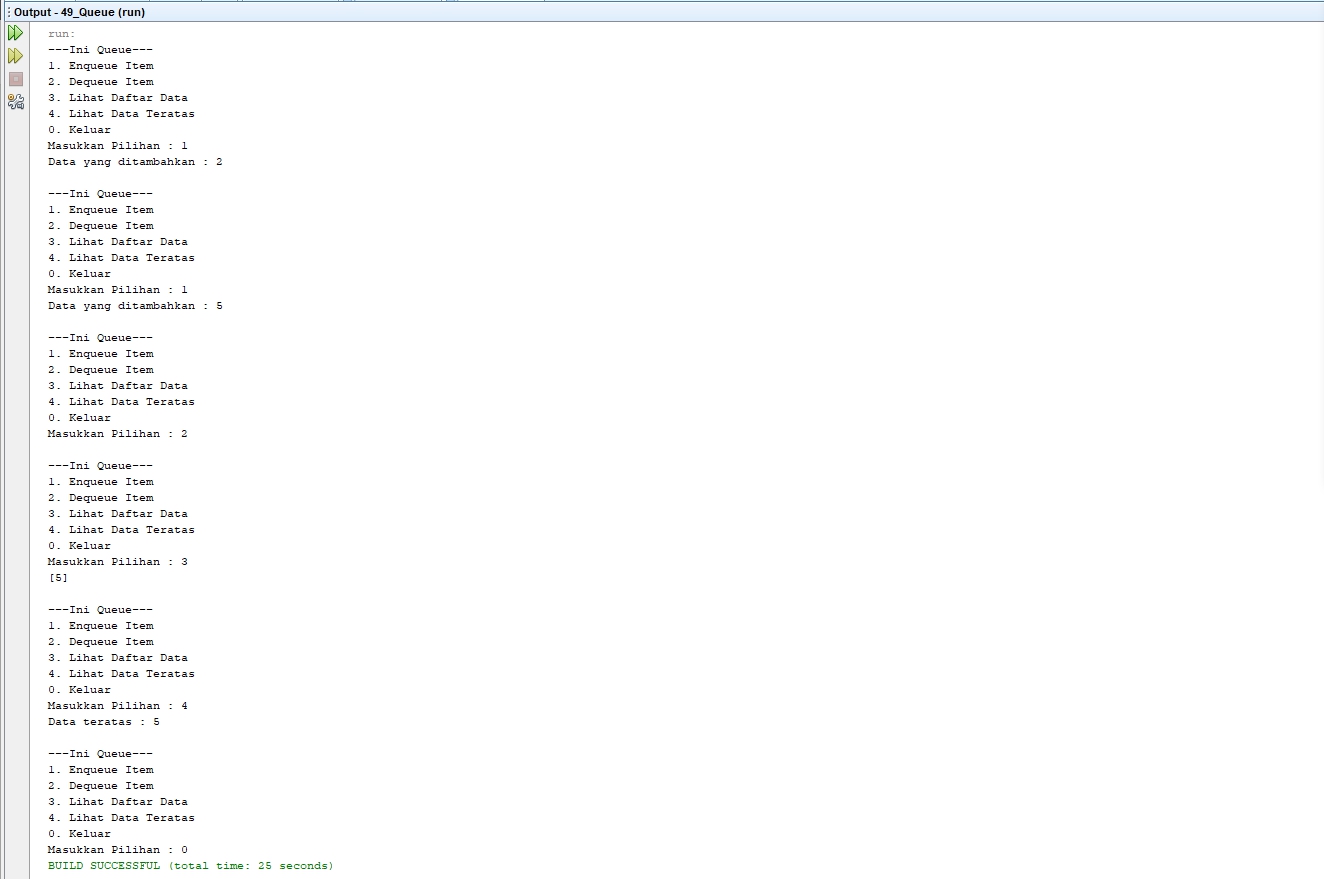 Output - 49_Queue (run)
run:
---Ini Queue---
1. Enqueue Item
2. Dequeue Item
3. Lihat Daftar Data
4. Lihat Data Teratas
0. Keluar
Masukkan Pilihan : 1
Data yang ditambahkan : 2
---Ini Queue---
1. Enqueue Item
2. Dequeue Item
3. Lihat Daftar Data
4. Lihat Data Teratas
0. Keluar
Masukkan Pilihan : 1
Data yang ditambahkan : 5
---Ini Queue---
1. Enqueue Item
2. Dequeue Item
3. Lihat Daftar Data
4. Lihat Data Teratas
0. Keluar
Masukkan Pilihan : 2
---Ini Queue---
1. Enqueue Item
2. Dequeue Item
3. Lihat Daftar Data
4. Lihat Data Teratas
0. Keluar
Masukkan Pilihan : 3
[5]
---Ini Queue---
1. Enqueue Item
2. Dequeue Item
3. Lihat Daftar Data
4. Lihat Data Teratas
0. Keluar
Masukkan Pilihan : 4
Data teratas : 5
---Ini Queue---
1. Enqueue Item
2. Dequeue Item
3. Lihat Daftar Data
4. Lihat Data Teratas
0. Keluar
Masukkan Pilihan : 0
BUILD SUCCESSFUL (total time: 25 seconds)